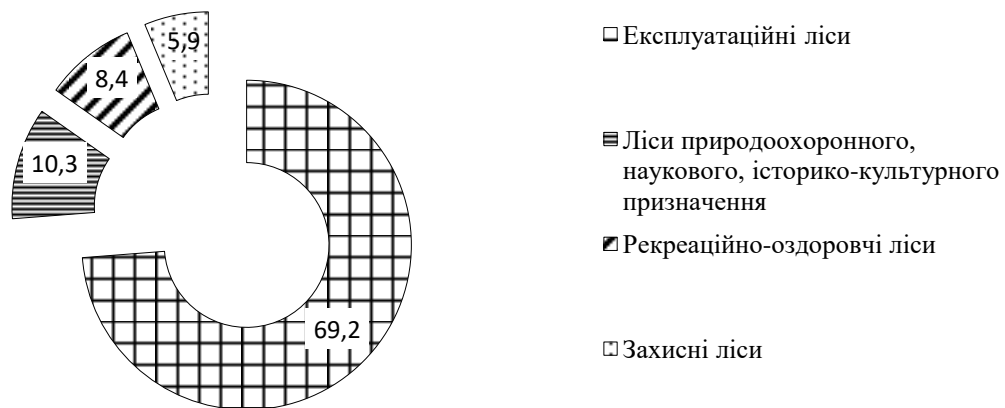 5,9
8,4
10,3
69,2
Експлуатаційні ліси
Ліси природоохоронного,
наукового, історико-культурного
призначення
Рекреаційно-оздоровчі ліси
Захисні ліси